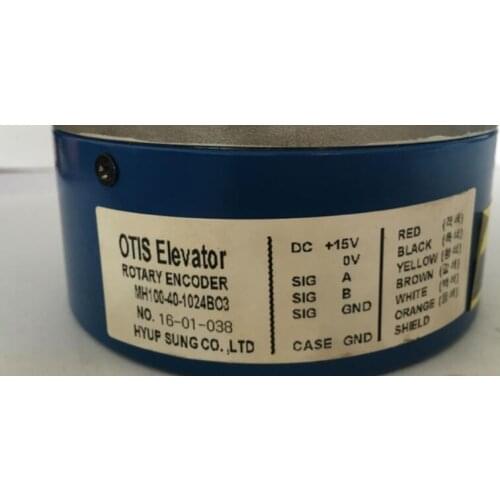 OTIS Elevator
ROTARY ENCODER
MH100-40-1024BC3
NO. 16-01-038
HYUP SUNG CO.,LTD
DC +15V
0V
SIG A
SIG B
SIG GND
CASE GND
RED
BLACK
YELLOW
BROWN
WHITE
ORANGE
SHIELD